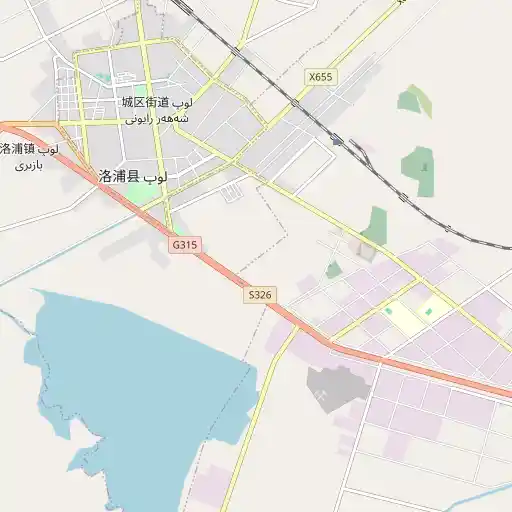 X655
城区街道 لوپ
شەھەر رايونى
洛浦镇 لوپ
بازىرى
洛浦县 لوپ
G315
S326